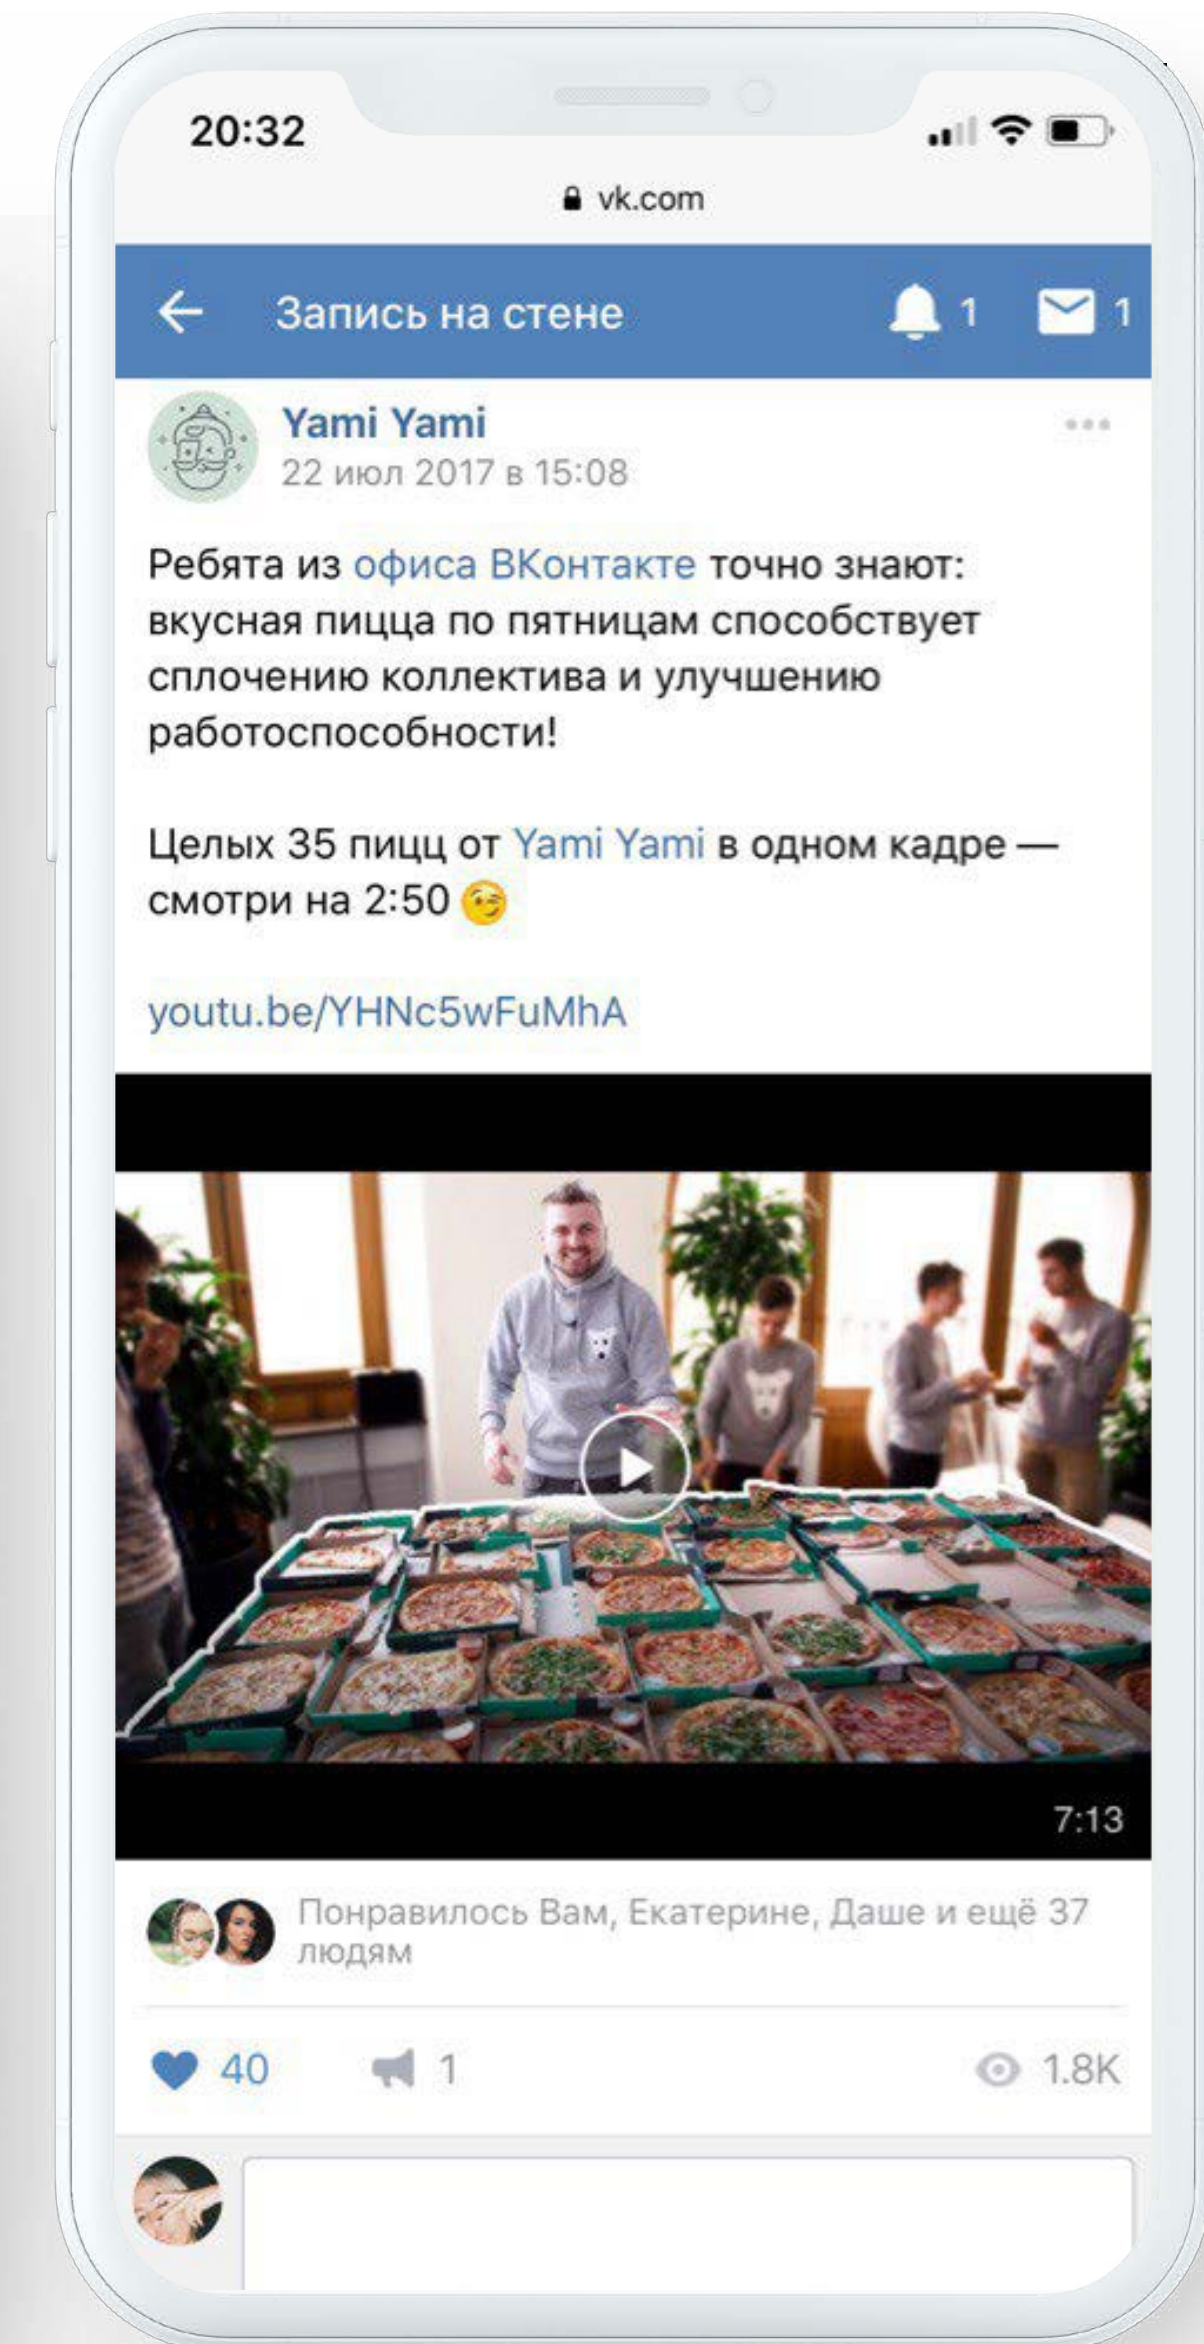 20:32
vk.com
Запись на стене
1
1
Yami Yami
22 июл 2017 в 15:08
Ребята из офиса ВКонтакте точно знают:
вкусная пицца по пятницам способствует
сплочению коллектива и улучшению
работоспособности!
Целых 35 пицц от Yami Yami в одном кадре —
смотри на 2:50 😏
youtu.be/YHNc5wFuMhA
7:13
Понравилось Вам, Екатерине, Даше и ещё 37
людям
40
1
1.8K